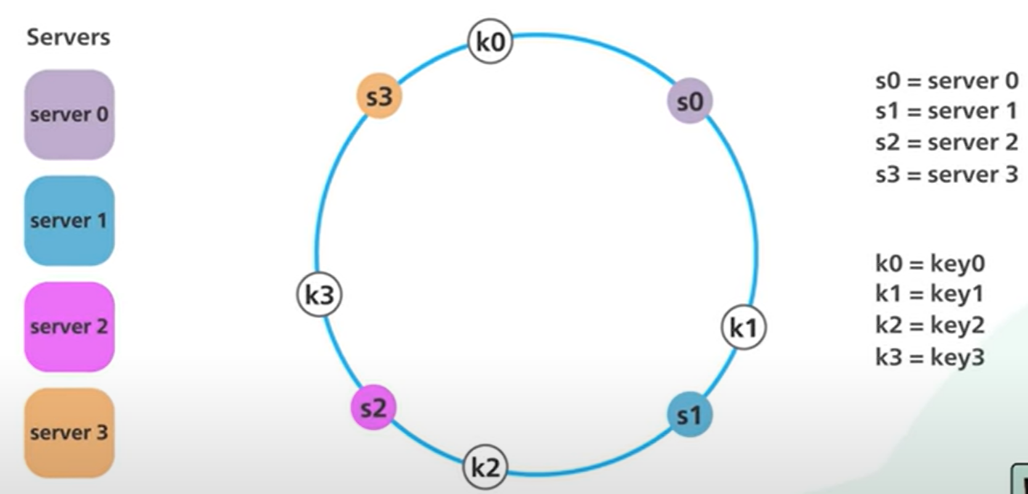 Servers
server 0
server 1
server 2
server 3
k0
s3
s0
k3
k1
s2
s1
k2
s0 = server 0
s1 = server 1
s2 = server 2
s3 = server 3
k0 = key0
k1 = key1
k2 = key2
k3 = key3